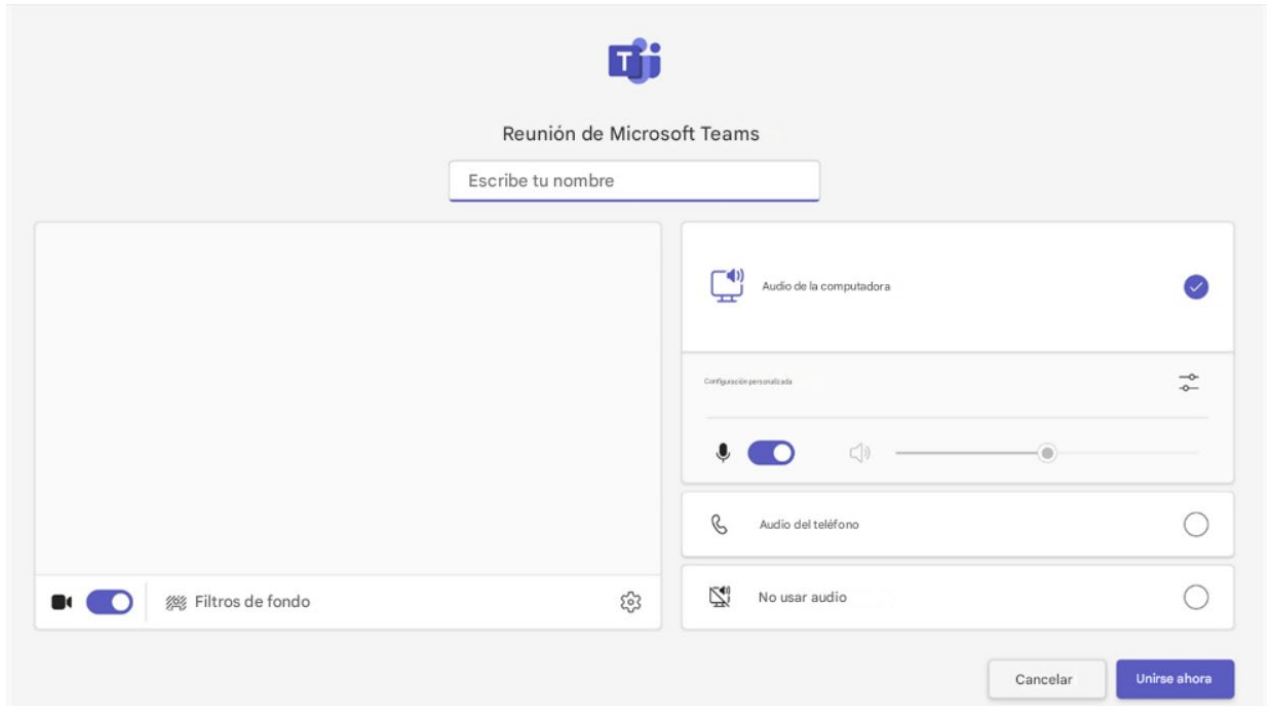 T
Reunión de Microsoft Teams
Escribe tu nombre
Audio de la computadora
Configuración personalizada
Audio del teléfono
Filtros de fondo
No usar audio
Cancelar
Unirse ahora